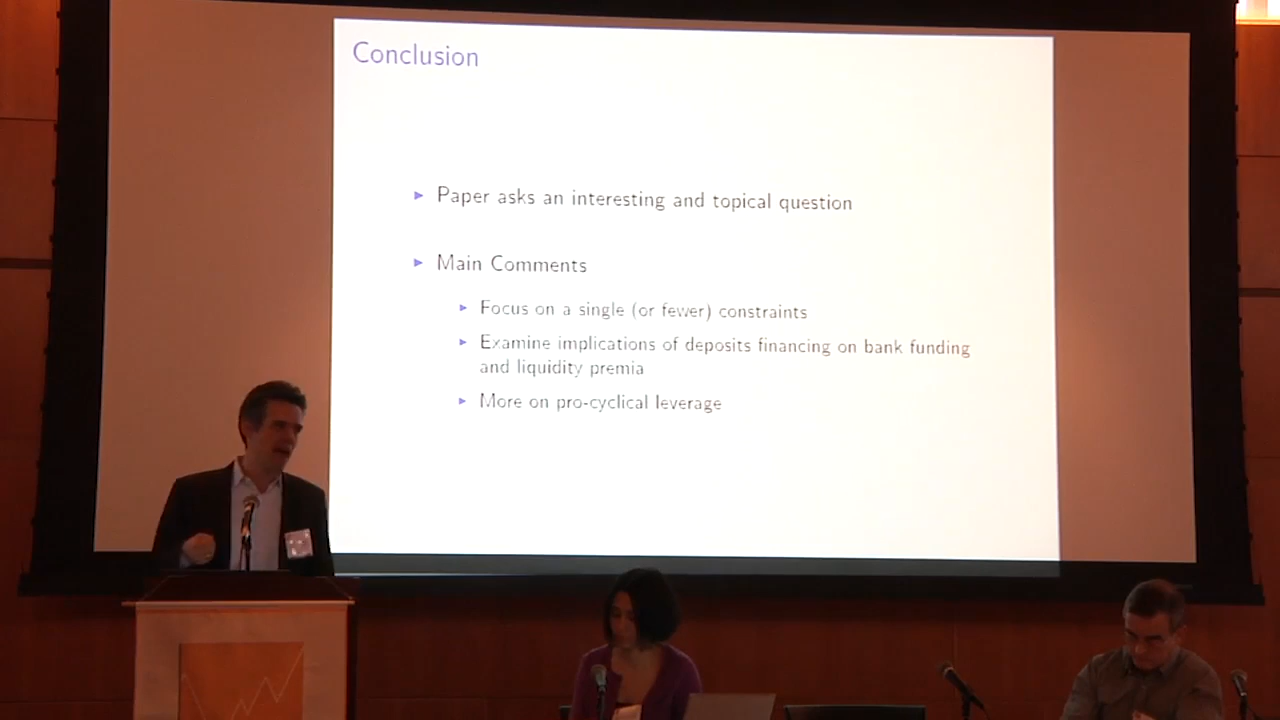 Conclusion
Paper asks an interesting and topical question
Main Comments
Focus on a single (or fewer) constraints
Examine implications of deposits financing on bank funding
and liquidity premia
More on pro-cyclical leverage